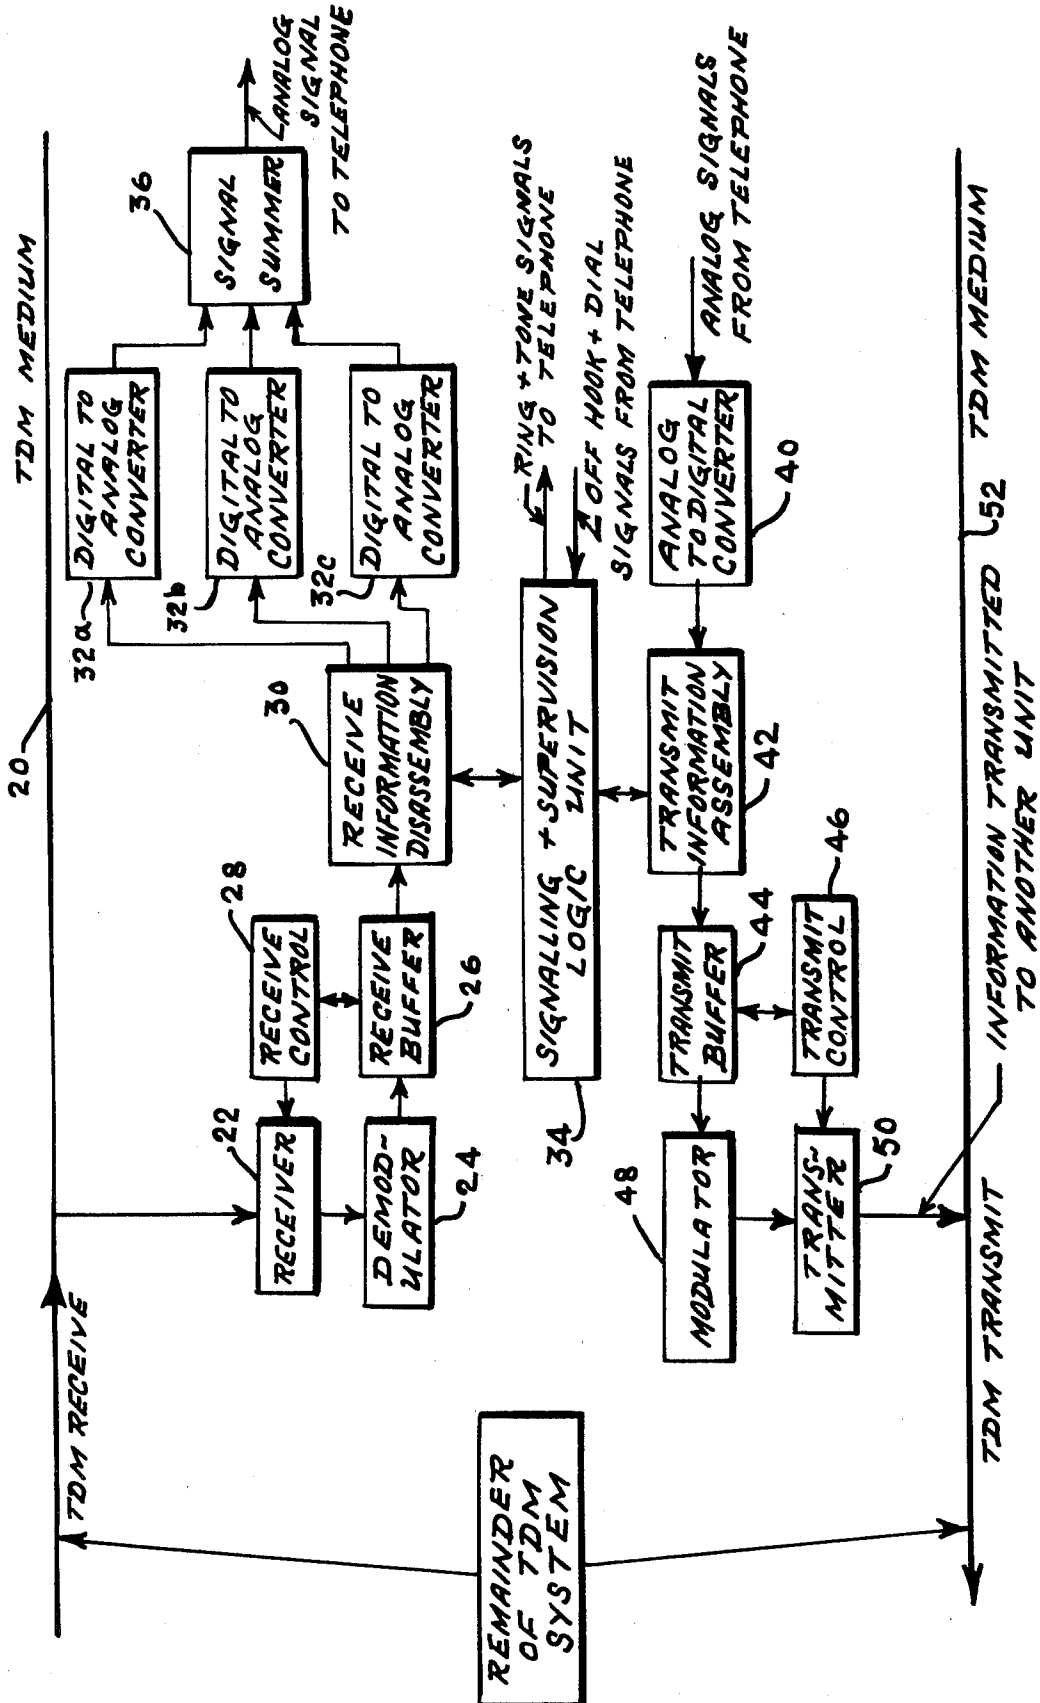 20
TDM MEDIUM
TDM RECEIVE
22
RECEIVER
DEMOD-
ULATOR
24
28
RECEIVE
CONTROL
RECEIVE
BUFFER
26
30
RECEIVE
INFORMATION
DISASSEMBLY
32a
DIGITAL TO
ANALOG
CONVERTER
32b
DIGITAL TO
ANALOG
CONVERTER
32c
DIGITAL TO
ANALOG
CONVERTER
36
SIGNAL
SUMMER
ANALOG
SIGNAL
TO TELEPHONE
REMAINDER
OF TDM
SYSTEM
34
SIGNALLING + SUPERVISION
LOGIC UNIT
RING + TONE SIGNALS
TO TELEPHONE
OFF HOOK + DIAL
SIGNALS FROM TELEPHONE
48
MODULATOR
TRANSMIT
BUFFER
44
TRANSMIT
INFORMATION
ASSEMBLY
42
ANALOG
TO DIGITAL
CONVERTER
40
ANALOG SIGNALS
FROM TELEPHONE
TRANS-
MITTER
50
TRANSMIT
CONTROL
46
TDM TRANSMIT
INFORMATION TRANSMITTED
TO ANOTHER UNIT
52
TDM MEDIUM